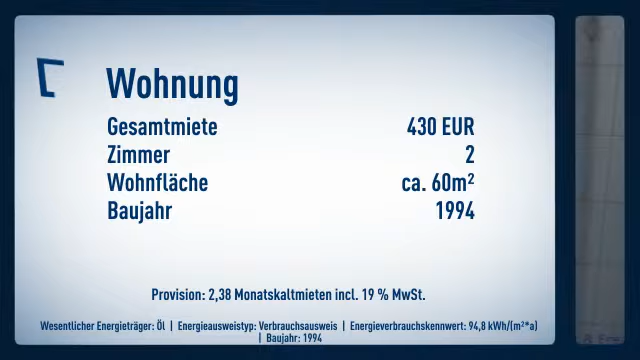 Wohnung
Gesamtmiete 430 EUR
Zimmer 2
Wohnfläche ca. 60m²
Baujahr 1994
Provision: 2,38 Monatskaltmieten incl. 19 % MwSt.
Wesentlicher Energieträger: Öl | Energieausweistyp: Verbrauchsausweis | Energieverbrauchskennwert: 94,8 kWh/(m²*a)
| Baujahr: 1994